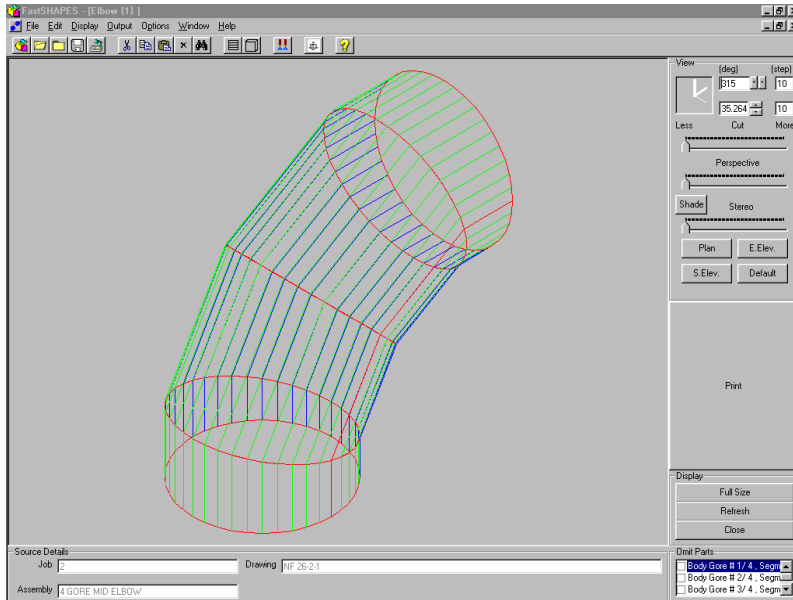 FastSHAPES - [Elbow (1) ]
File Edit Display Output Options Window Help
View
(deg) (step)
315 10
35.264 10
Less Cut More
Perspective
Shade Stereo
Plan E.Elev.
S.Elev. Default
Print
Display
Full Size
Refresh
Close
Source Details
Job 2 Drawing NF 26-2-1
Assembly 4 GORE MID ELBOW
Omit Parts
Body Gore # 1/ 4 , Segm
Body Gore # 2/ 4 , Segm
Body Gore # 3/ 4 , Segm